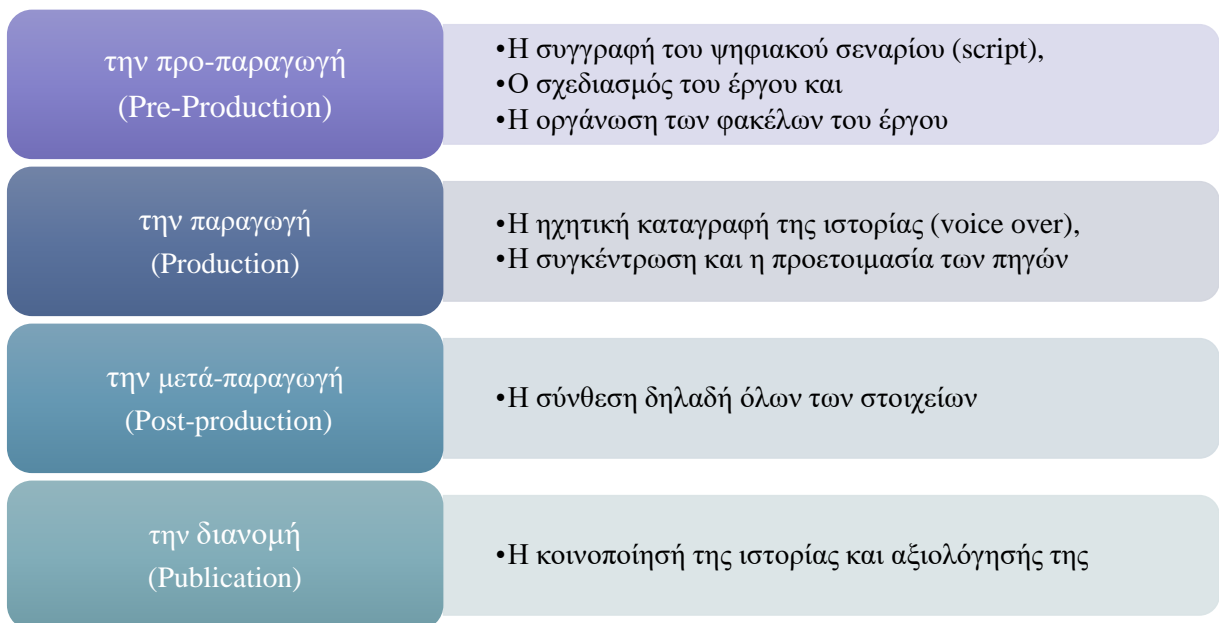 την προ-παραγωγή
(Pre-Production)
•Η συγγραφή του ψηφιακού σεναρίου (script),
•Ο σχεδιασμός του έργου και
•Η οργάνωση των φακέλων του έργου
την παραγωγή
(Production)
•Η ηχητική καταγραφή της ιστορίας (voice over),
•Η συγκέντρωση και η προετοιμασία των πηγών
την μετά-παραγωγή
(Post-production)
•Η σύνθεση δηλαδή όλων των στοιχείων
την διανομή
(Publication)
•Η κοινοποίησή της ιστορίας και αξιολόγησής της